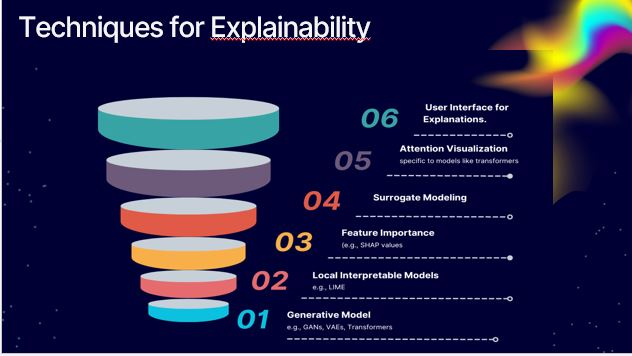 Techniques for Explainability
06
User Interface for
Explanations.
05
Attention Visualization
specific to models like transformers
04
Surrogate Modeling
03
Feature Importance
(e.g., SHAP values
02
Local Interpretable Models
e.g., LIME
01
Generative Model
e.g., GANs, VAEs, Transformers